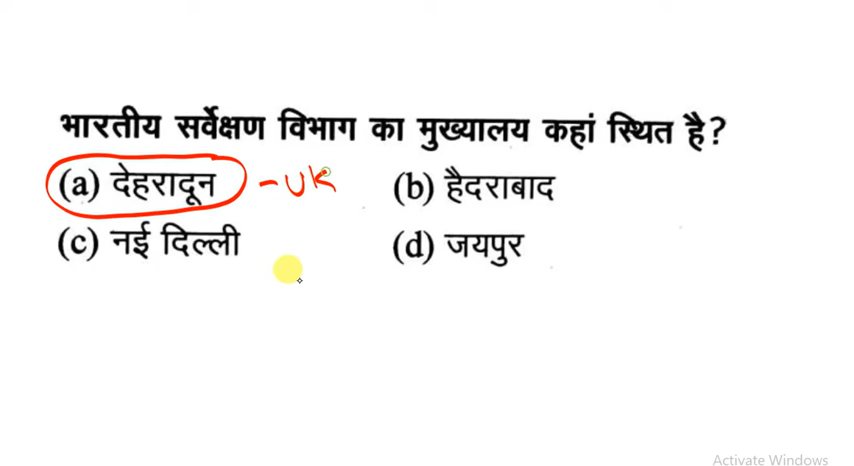 भारतीय सर्वेक्षण विभाग का मुख्यालय कहां स्थित है?
(a) देहरादून - UK (b) हैदराबाद
(c) नई दिल्ली (d) जयपुर
Activate Windows